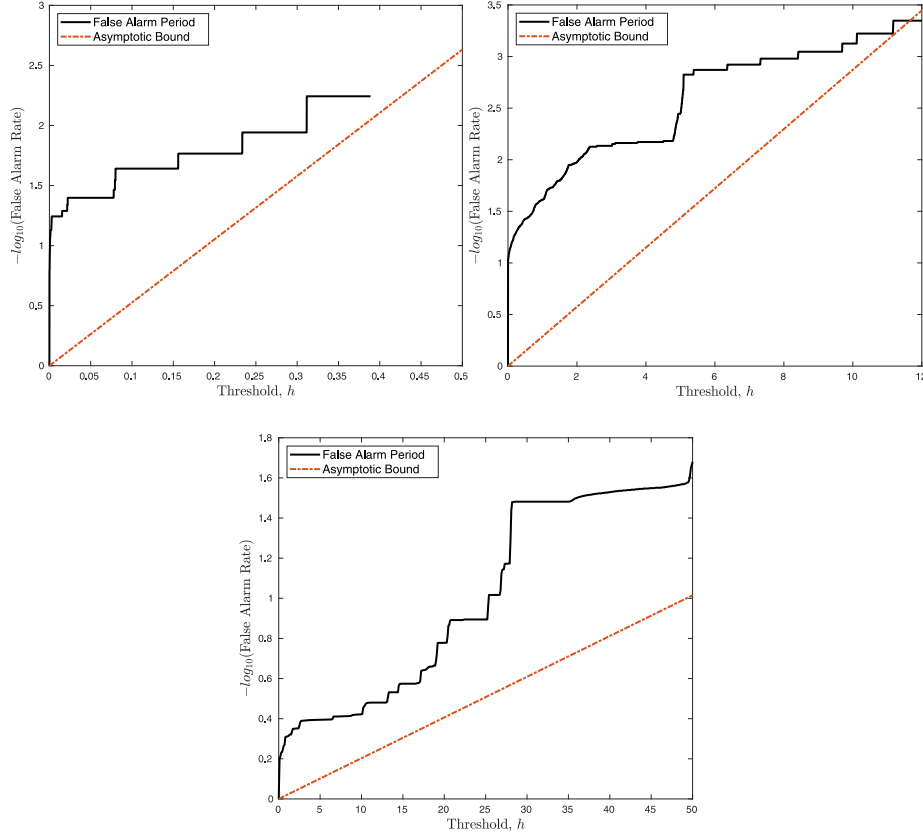 False Alarm Period
Asymptotic Bound
−log10(False Alarm Rate)
3
2.5
2
1.5
1
0.5
0
0 0.05 0.1 0.15 0.2 0.25 0.3 0.35 0.4 0.45 0.5
Threshold, h
False Alarm Period
Asymptotic Bound
−log10(False Alarm Rate)
3.5
3
2.5
2
1.5
1
0.5
0
0 2 4 6 8 10 12
Threshold, h
False Alarm Period
Asymptotic Bound
−log10(False Alarm Rate)
1.8
1.6
1.4
1.2
1
0.8
0.6
0.4
0.2
0
0 5 10 15 20 25 30 35 40 45 50
Threshold, h